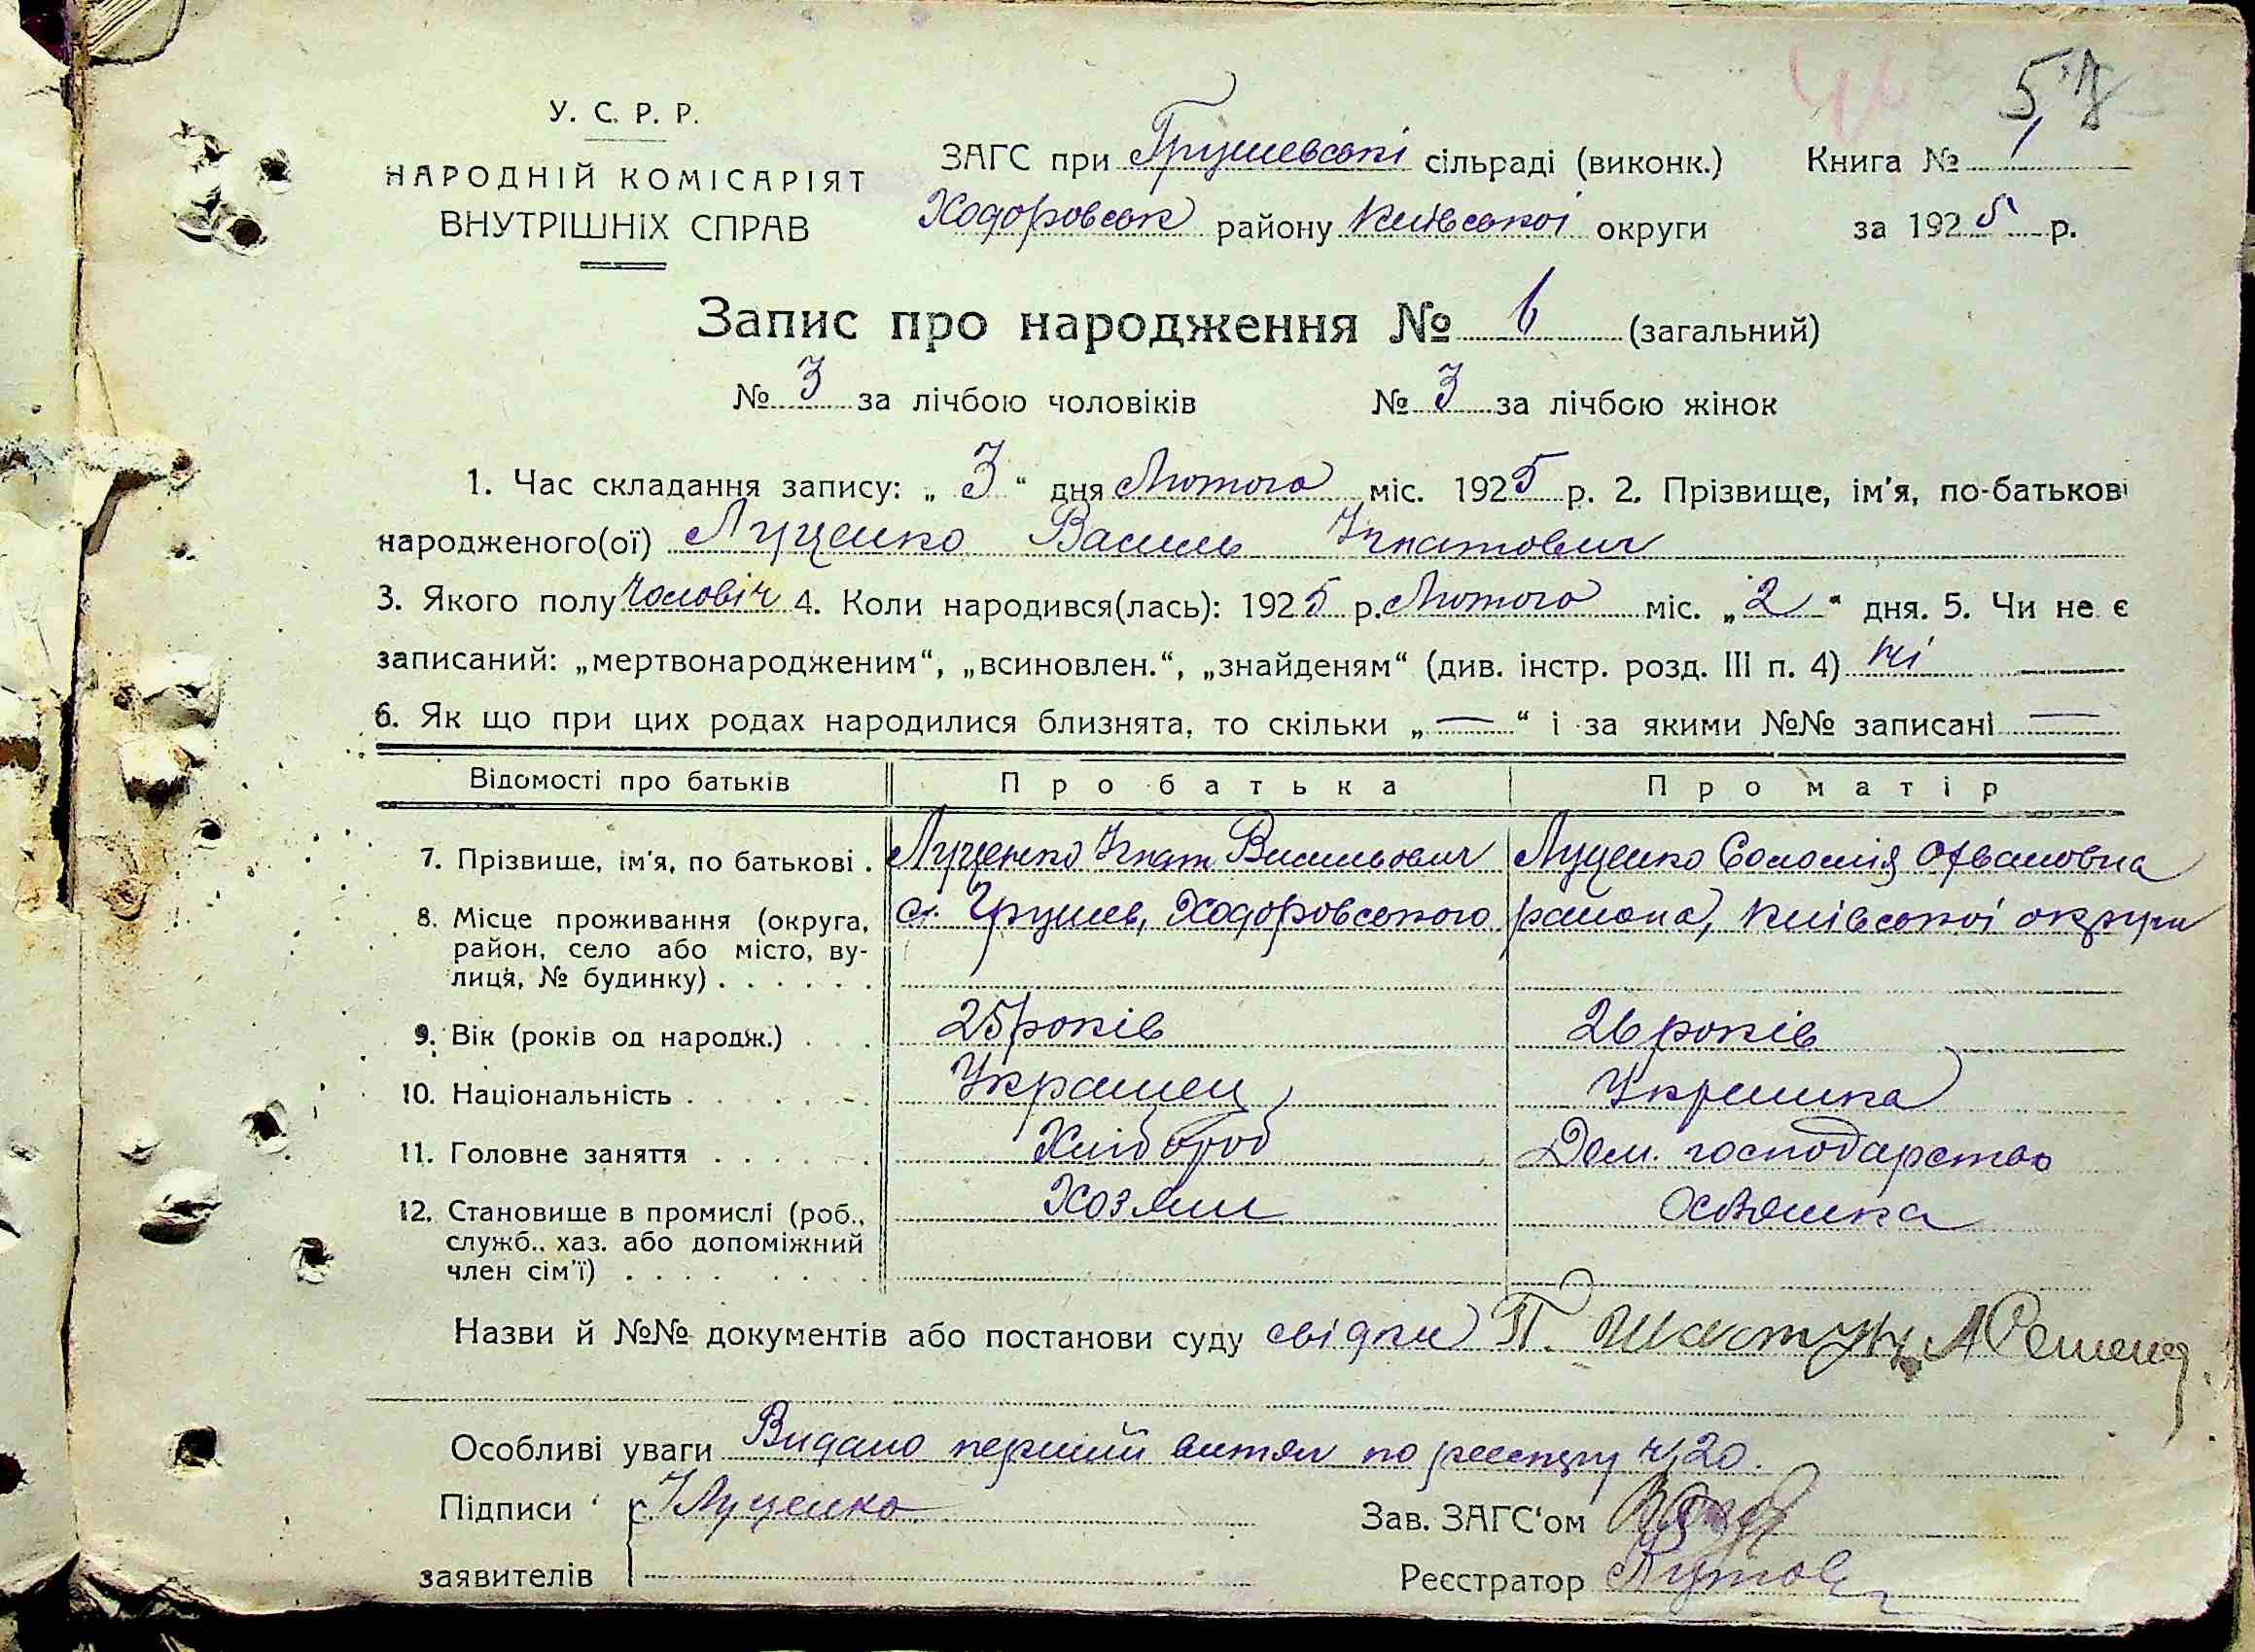 57
У. С. Р. Р.
НАРОДНІЙ КОМІСАРІЯТ
ВНУТРІШНІХ СПРАВ
ЗАГС при Грушевські сільраді (виконк.) Книга № 1
Ходоровськ району Київської округи за 1925 р.
Запис про народження № 6 (загальний)
№ 3 за лічбою чоловіків № 3 за лічбою жінок
1. Час складання запису: „ 3 “ дня Лютого міс. 1925 р. 2. Прізвище, ім'я, по-батькові
народженого(ої) Луценко Василь Ігнатович
3. Якого полу чоловіч 4. Коли народився(лась): 1925 р. Лютого міс. „ 2 “ дня. 5. Чи не є
записаний: „мертвонародженим“, „всиновлен.“, „знайденям“ (див. інстр. розд. III п. 4) ні
6. Як що при цих родах народилися близнята, то скільки „ — “ і за якими №№ записані —
Відомості про батьків Про батька Про матір
7. Прізвище, ім'я, по батькові . Луценко Ігнат Васильович Луценко Соломія
8. Місце проживання (округа, с. Грушев, Ходоровського района, Київської округи
район, село або місто, ву-
лиця, № будинку) . . . . . .
9. Вік (років од народж.) . . . 25 років 26 років
10. Національність . . . . . . . Українец Українка
11. Головне заняття . . . . . . Хлібороб Дом. господарство
12. Становище в промислі (роб., Хозяин
служб., хаз. або допоміжний
член сім'ї) . . . . . . . .
Назви й №№ документів або постанови суду свідки П. Шкастун
Особливі уваги Видано перший витяг по реєстру ч 20.
Підписи І Луценко Зав. ЗАГС'ом
заявителів Реєстратор